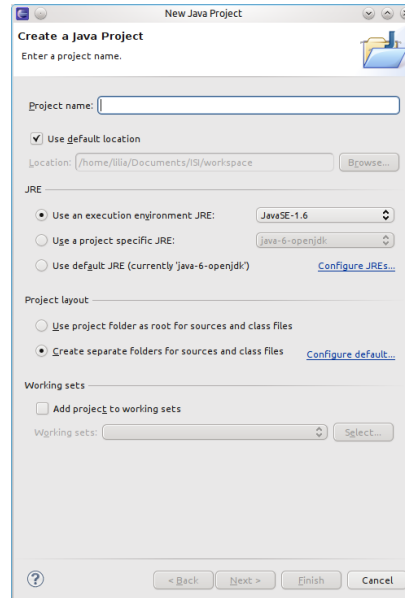 New Java Project
Create a Java Project
Enter a project name.
Project name:
Use default location
Location: /home/lilia/Documents/ISI/workspace Browse...
JRE
Use an execution environment JRE: JavaSE-1.6
Use a project specific JRE: java-6-openjdk
Use default JRE (currently 'java-6-openjdk') Configure JREs...
Project layout
Use project folder as root for sources and class files
Create separate folders for sources and class files Configure default...
Working sets
Add project to working sets
Working sets: Select...
? < Back Next > Finish Cancel